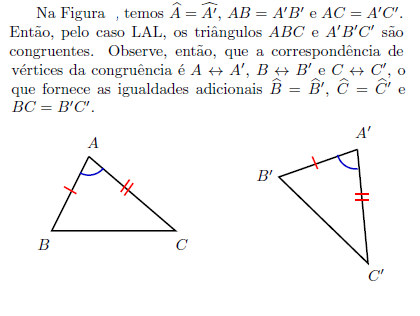 Na Figura , temos Â = Â′, AB = A′B′ e AC = A′C′.
Então, pelo caso LAL, os triângulos ABC e A′B′C′ são
congruentes. Observe, então, que a correspondência de
vértices da congruência é A ↔ A′, B ↔ B′ e C ↔ C′, o
que fornece as igualdades adicionais B̂ = B̂′, Ĉ = Ĉ′ e
BC = B′C′.
A
B
C
A′
B′
C′